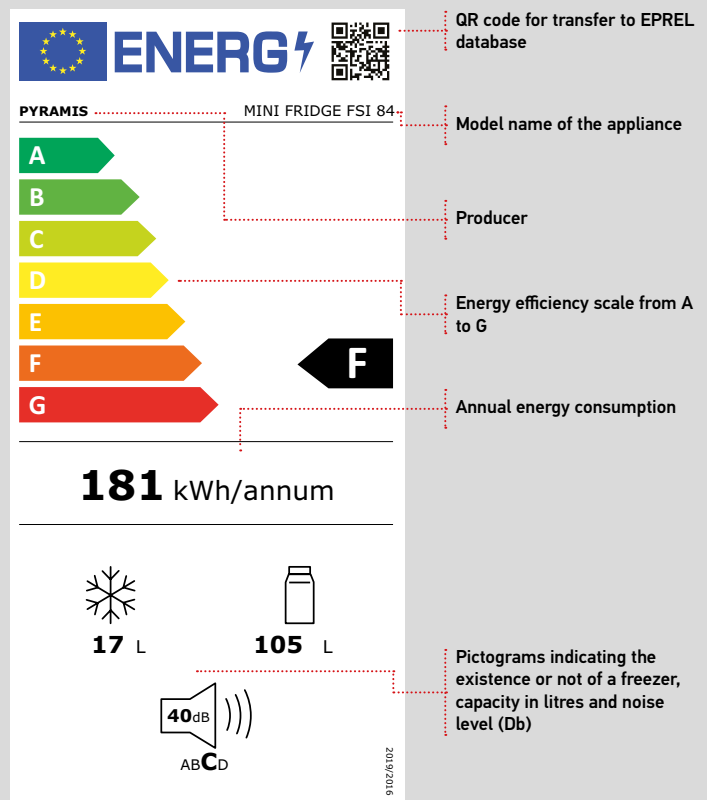 ENERG
PYRAMIS
MINI FRIDGE FSI 84
A
B
C
D
E
F
G
F
181 kWh/annum
17 L
105 L
40dB
ABCD
2019/2016
QR code for transfer to EPREL
database
Model name of the appliance
Producer
Energy efficiency scale from A
to G
Annual energy consumption
Pictograms indicating the
existence or not of a freezer,
capacity in litres and noise
level (Db)